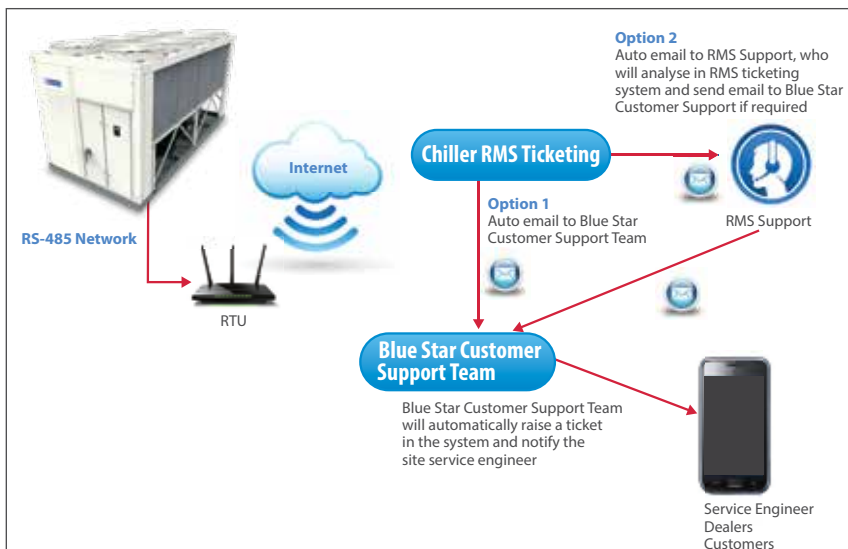 Option 2
Auto email to RMS Support, who
will analyse in RMS ticketing
system and send email to Blue Star
Customer Support if required
Internet
Chiller RMS Ticketing
Option 1
Auto email to Blue Star
Customer Support Team
RMS Support
RS-485 Network
RTU
Blue Star Customer
Support Team
Blue Star Customer Support Team
will automatically raise a ticket
in the system and notify the
site service engineer
Service Engineer
Dealers
Customers